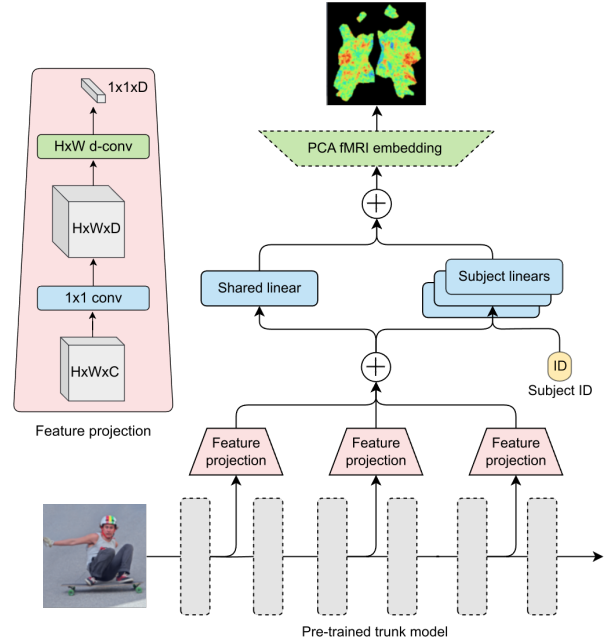 1x1xD
HxW d-conv
HxWxD
1x1 conv
HxWxC
Feature projection
PCA fMRI embedding
Shared linear
Subject linears
ID
Subject ID
Feature
projection
Feature
projection
Feature
projection
Pre-trained trunk model